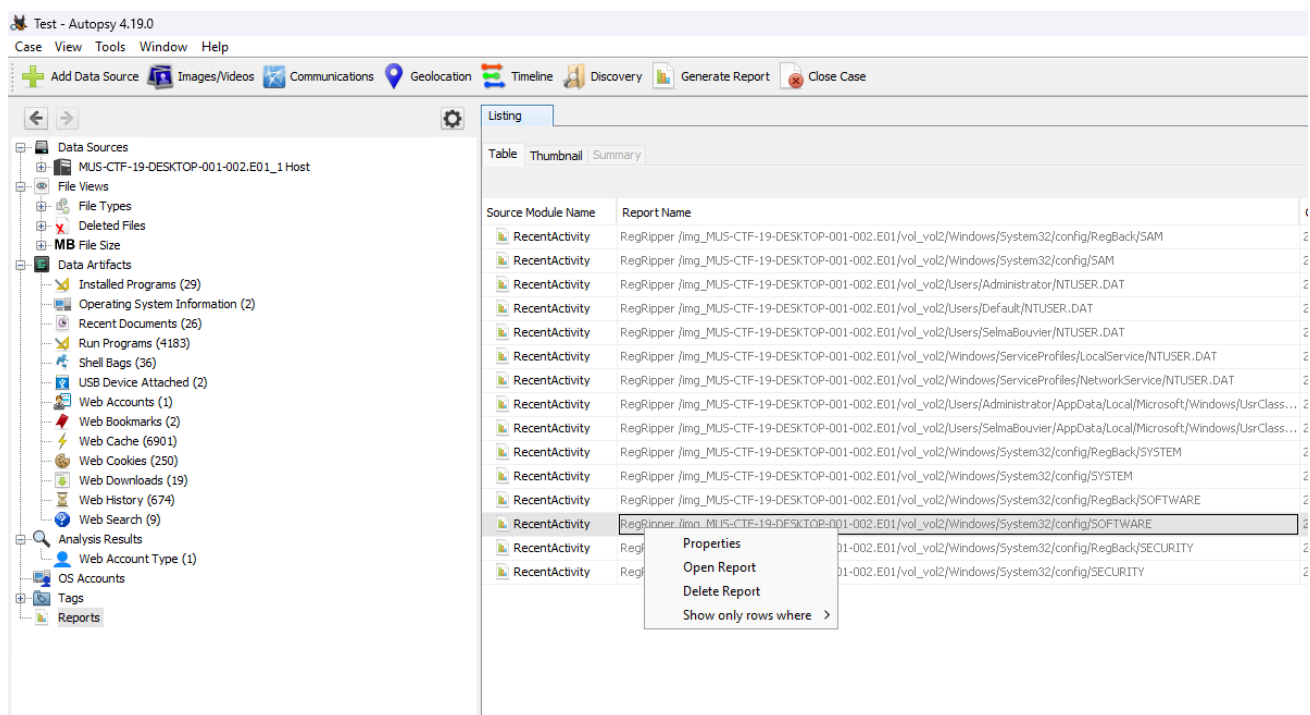 Test - Autopsy 4.19.0
Case View Tools Window Help
Add Data Source Images/Videos Communications Geolocation Timeline Discovery Generate Report Close Case
Listing
Data Sources
MUS-CTF-19-DESKTOP-001-002.E01_1 Host
File Views
File Types
Deleted Files
MB File Size
Data Artifacts
Installed Programs (29)
Operating System Information (2)
Recent Documents (26)
Run Programs (4183)
Shell Bags (36)
USB Device Attached (2)
Web Accounts (1)
Web Bookmarks (2)
Web Cache (6901)
Web Cookies (250)
Web Downloads (19)
Web History (674)
Web Search (9)
Analysis Results
Web Account Type (1)
OS Accounts
Tags
Reports
Table Thumbnail Summary
Source Module Name Report Name
RecentActivity RegRipper /img_MUS-CTF-19-DESKTOP-001-002.E01/vol_vol2/Windows/System32/config/RegBack/SAM 2
RecentActivity RegRipper /img_MUS-CTF-19-DESKTOP-001-002.E01/vol_vol2/Windows/System32/config/SAM 2
RecentActivity RegRipper /img_MUS-CTF-19-DESKTOP-001-002.E01/vol_vol2/Users/Administrator/NTUSER.DAT 2
RecentActivity RegRipper /img_MUS-CTF-19-DESKTOP-001-002.E01/vol_vol2/Users/Default/NTUSER.DAT 2
RecentActivity RegRipper /img_MUS-CTF-19-DESKTOP-001-002.E01/vol_vol2/Users/SelmaBouvier/NTUSER.DAT 2
RecentActivity RegRipper /img_MUS-CTF-19-DESKTOP-001-002.E01/vol_vol2/Windows/ServiceProfiles/LocalService/NTUSER.DAT 2
RecentActivity RegRipper /img_MUS-CTF-19-DESKTOP-001-002.E01/vol_vol2/Windows/ServiceProfiles/NetworkService/NTUSER.DAT 2
RecentActivity RegRipper /img_MUS-CTF-19-DESKTOP-001-002.E01/vol_vol2/Users/Administrator/AppData/Local/Microsoft/Windows/UsrClass... 2
RecentActivity RegRipper /img_MUS-CTF-19-DESKTOP-001-002.E01/vol_vol2/Users/SelmaBouvier/AppData/Local/Microsoft/Windows/UsrClass... 2
RecentActivity RegRipper /img_MUS-CTF-19-DESKTOP-001-002.E01/vol_vol2/Windows/System32/config/RegBack/SYSTEM 2
RecentActivity RegRipper /img_MUS-CTF-19-DESKTOP-001-002.E01/vol_vol2/Windows/System32/config/SYSTEM 2
RecentActivity RegRipper /img_MUS-CTF-19-DESKTOP-001-002.E01/vol_vol2/Windows/System32/config/RegBack/SOFTWARE 2
RecentActivity RegRipper /img_MUS-CTF-19-DESKTOP-001-002.E01/vol_vol2/Windows/System32/config/SOFTWARE 2
RecentActivity 01-002.E01/vol_vol2/Windows/System32/config/RegBack/SECURITY 2
RecentActivity 01-002.E01/vol_vol2/Windows/System32/config/SECURITY 2
Properties
Open Report
Delete Report
Show only rows where >